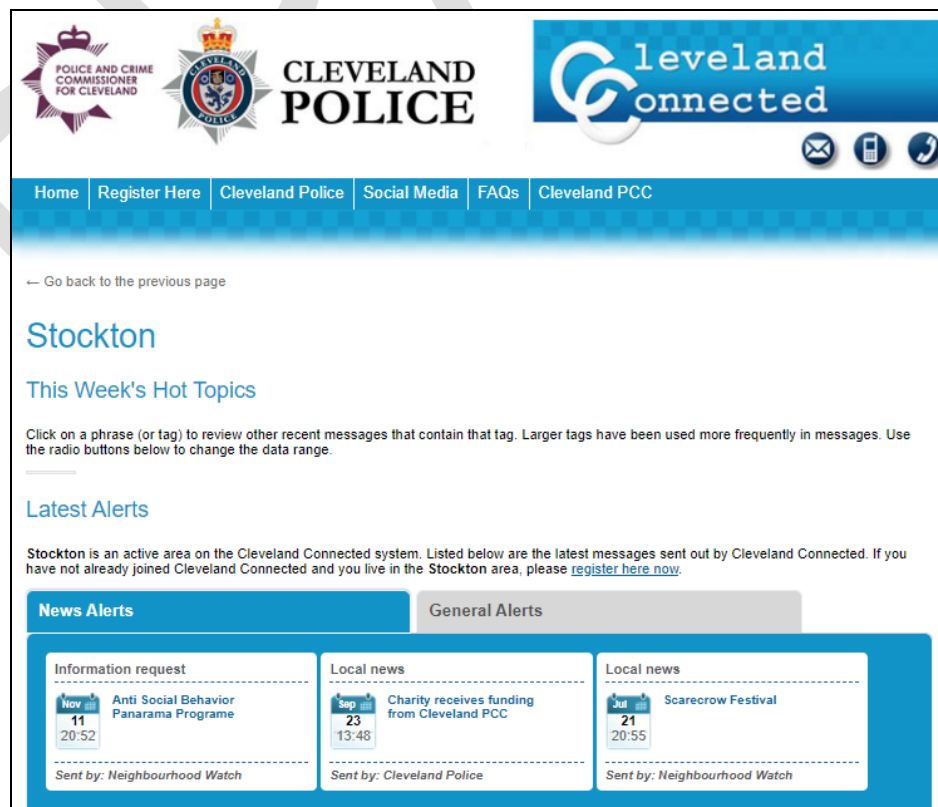 POLICE AND CRIME
COMMISSIONER
FOR CLEVELAND
CLEVELAND
POLICE
CLEVELAND
POLICE
Cleveland
Connected
Home
Register Here
Cleveland Police
Social Media
FAQs
Cleveland PCC
← Go back to the previous page
Stockton
This Week's Hot Topics
Click on a phrase (or tag) to review other recent messages that contain that tag. Larger tags have been used more frequently in messages. Use
the radio buttons below to change the data range.
Latest Alerts
Stockton is an active area on the Cleveland Connected system. Listed below are the latest messages sent out by Cleveland Connected. If you
have not already joined Cleveland Connected and you live in the Stockton area, please register here now.
News Alerts
General Alerts
Information request
Nov
11
20:52
Anti Social Behavior
Panarama Programe
Sent by: Neighbourhood Watch
Local news
Sep
23
13:48
Charity receives funding
from Cleveland PCC
Sent by: Cleveland Police
Local news
Jul
21
20:55
Scarecrow Festival
Sent by: Neighbourhood Watch